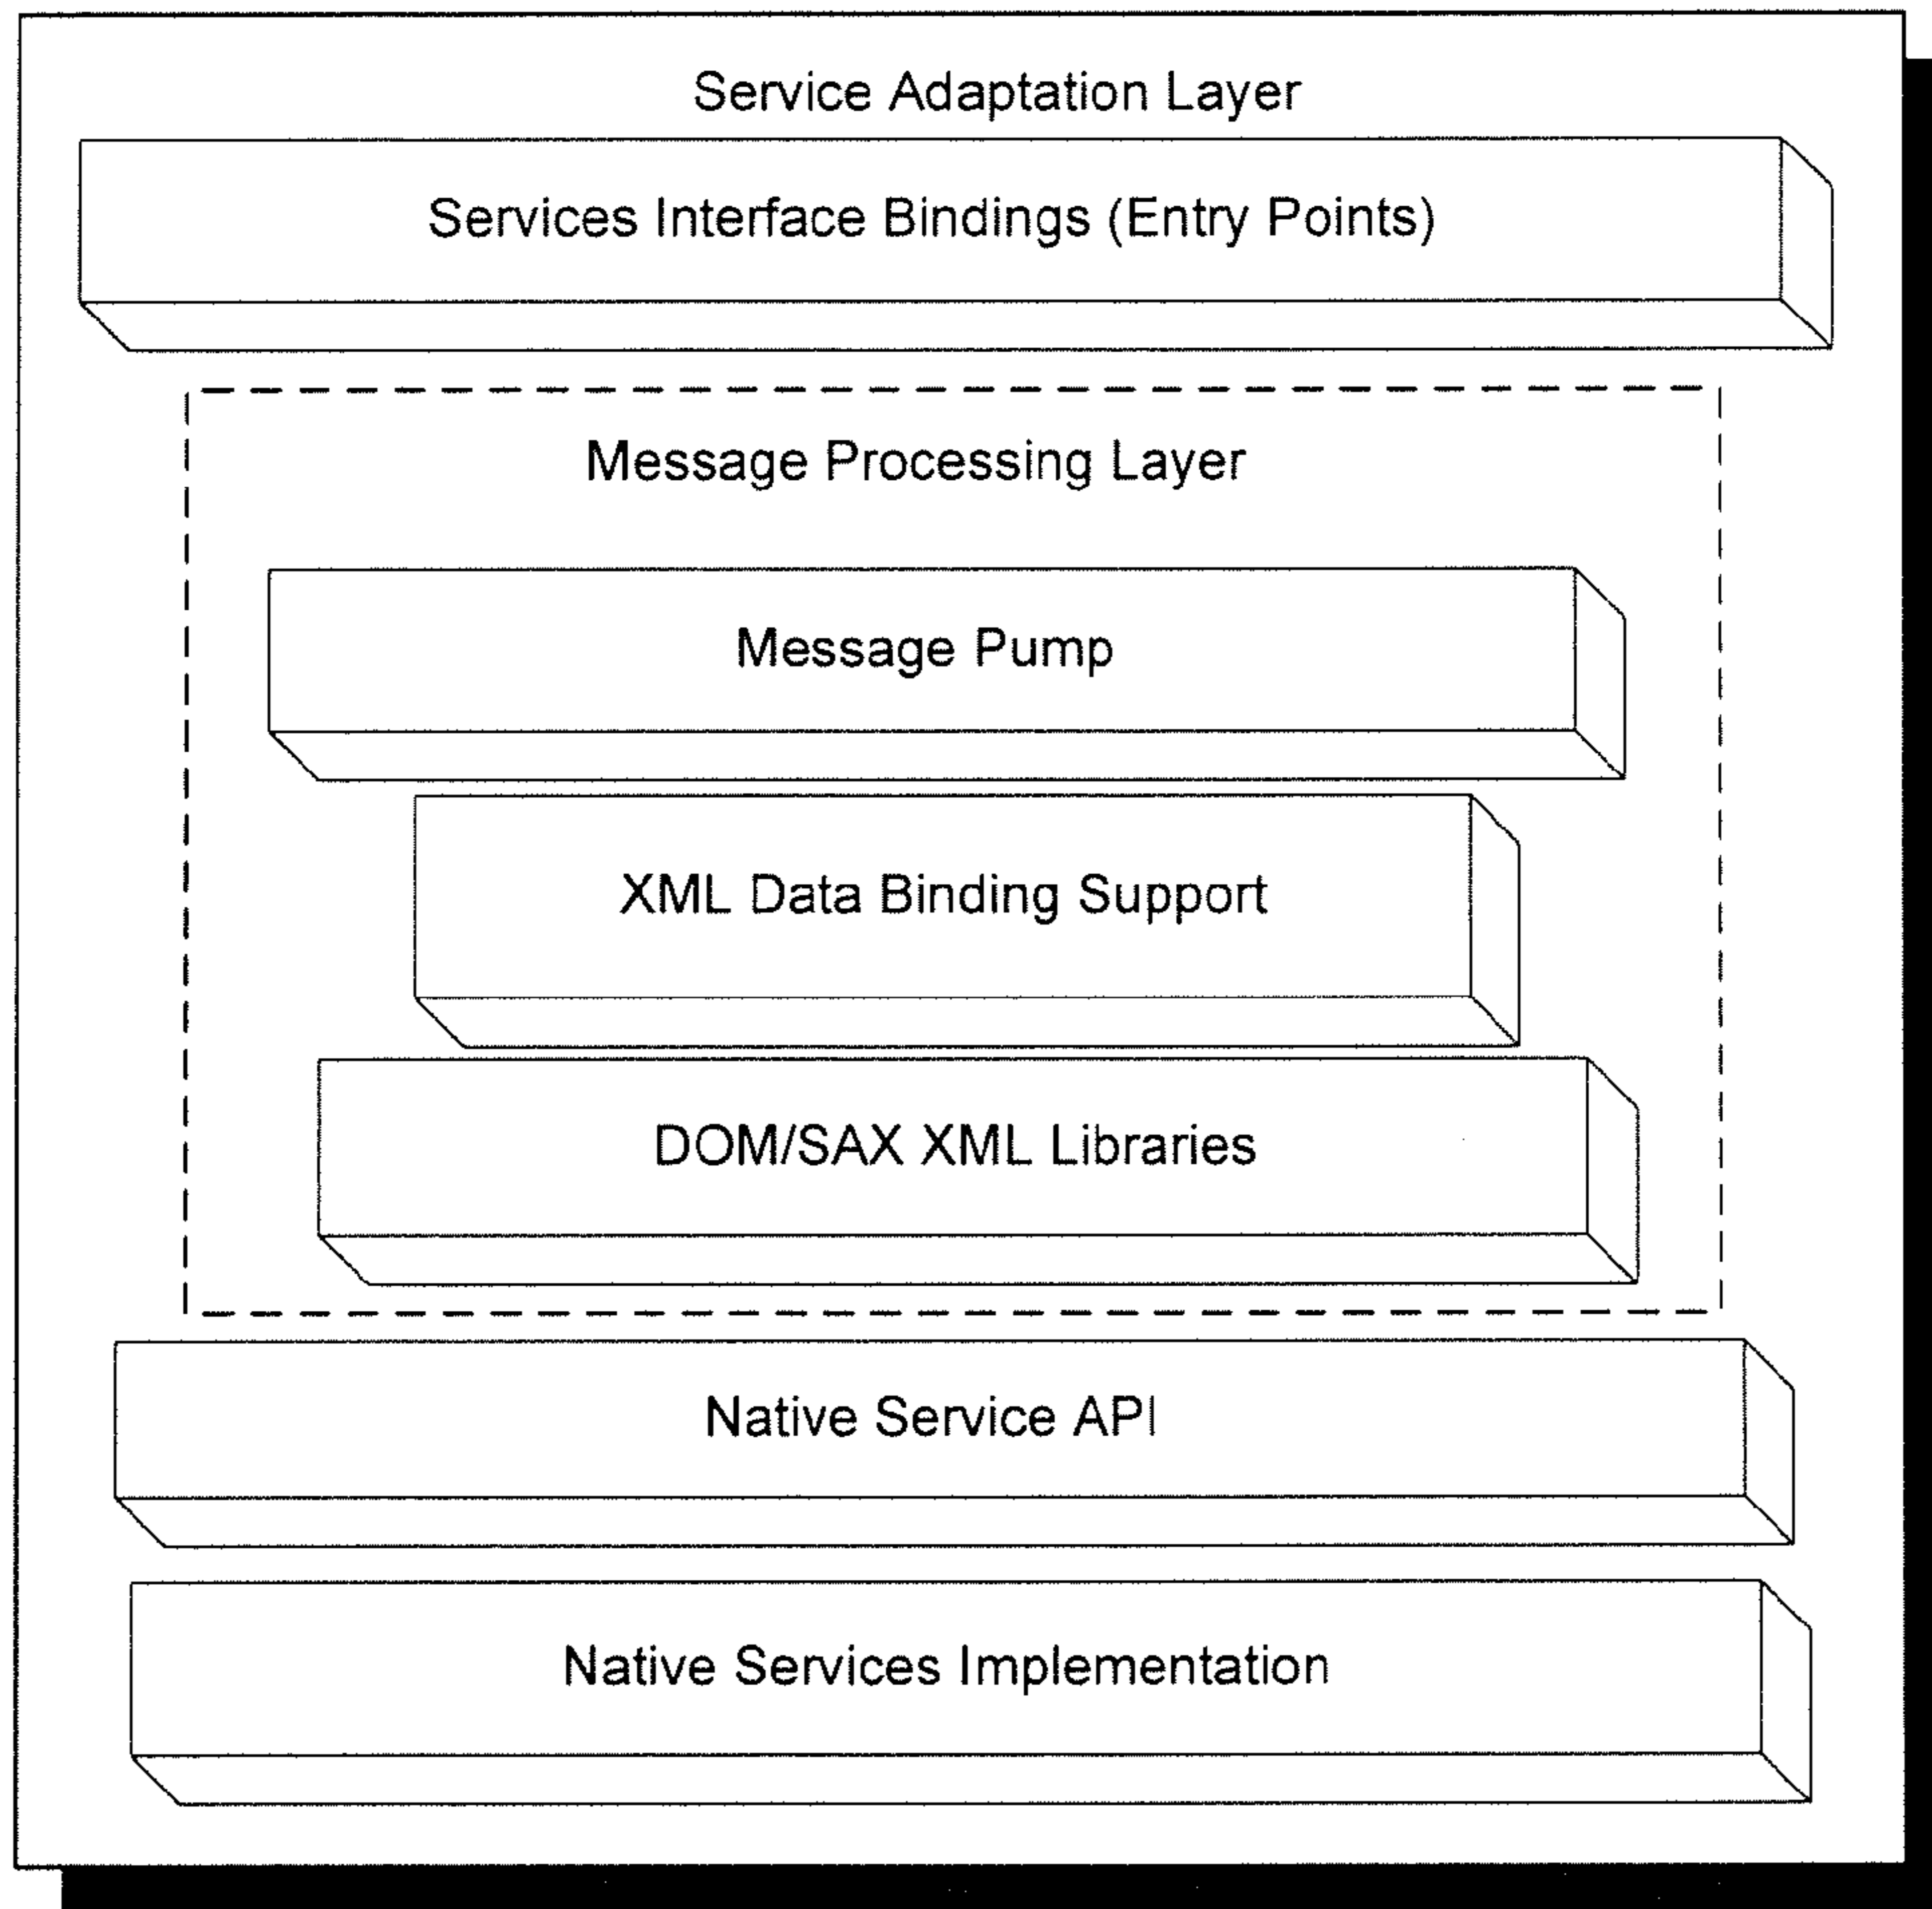 Service Adaptation Layer
Services Interface Bindings (Entry Points)
Message Processing Layer
Message Pump
XML Data Binding Support
DOM/SAX XML Libraries
Native Service API
Native Services Implementation